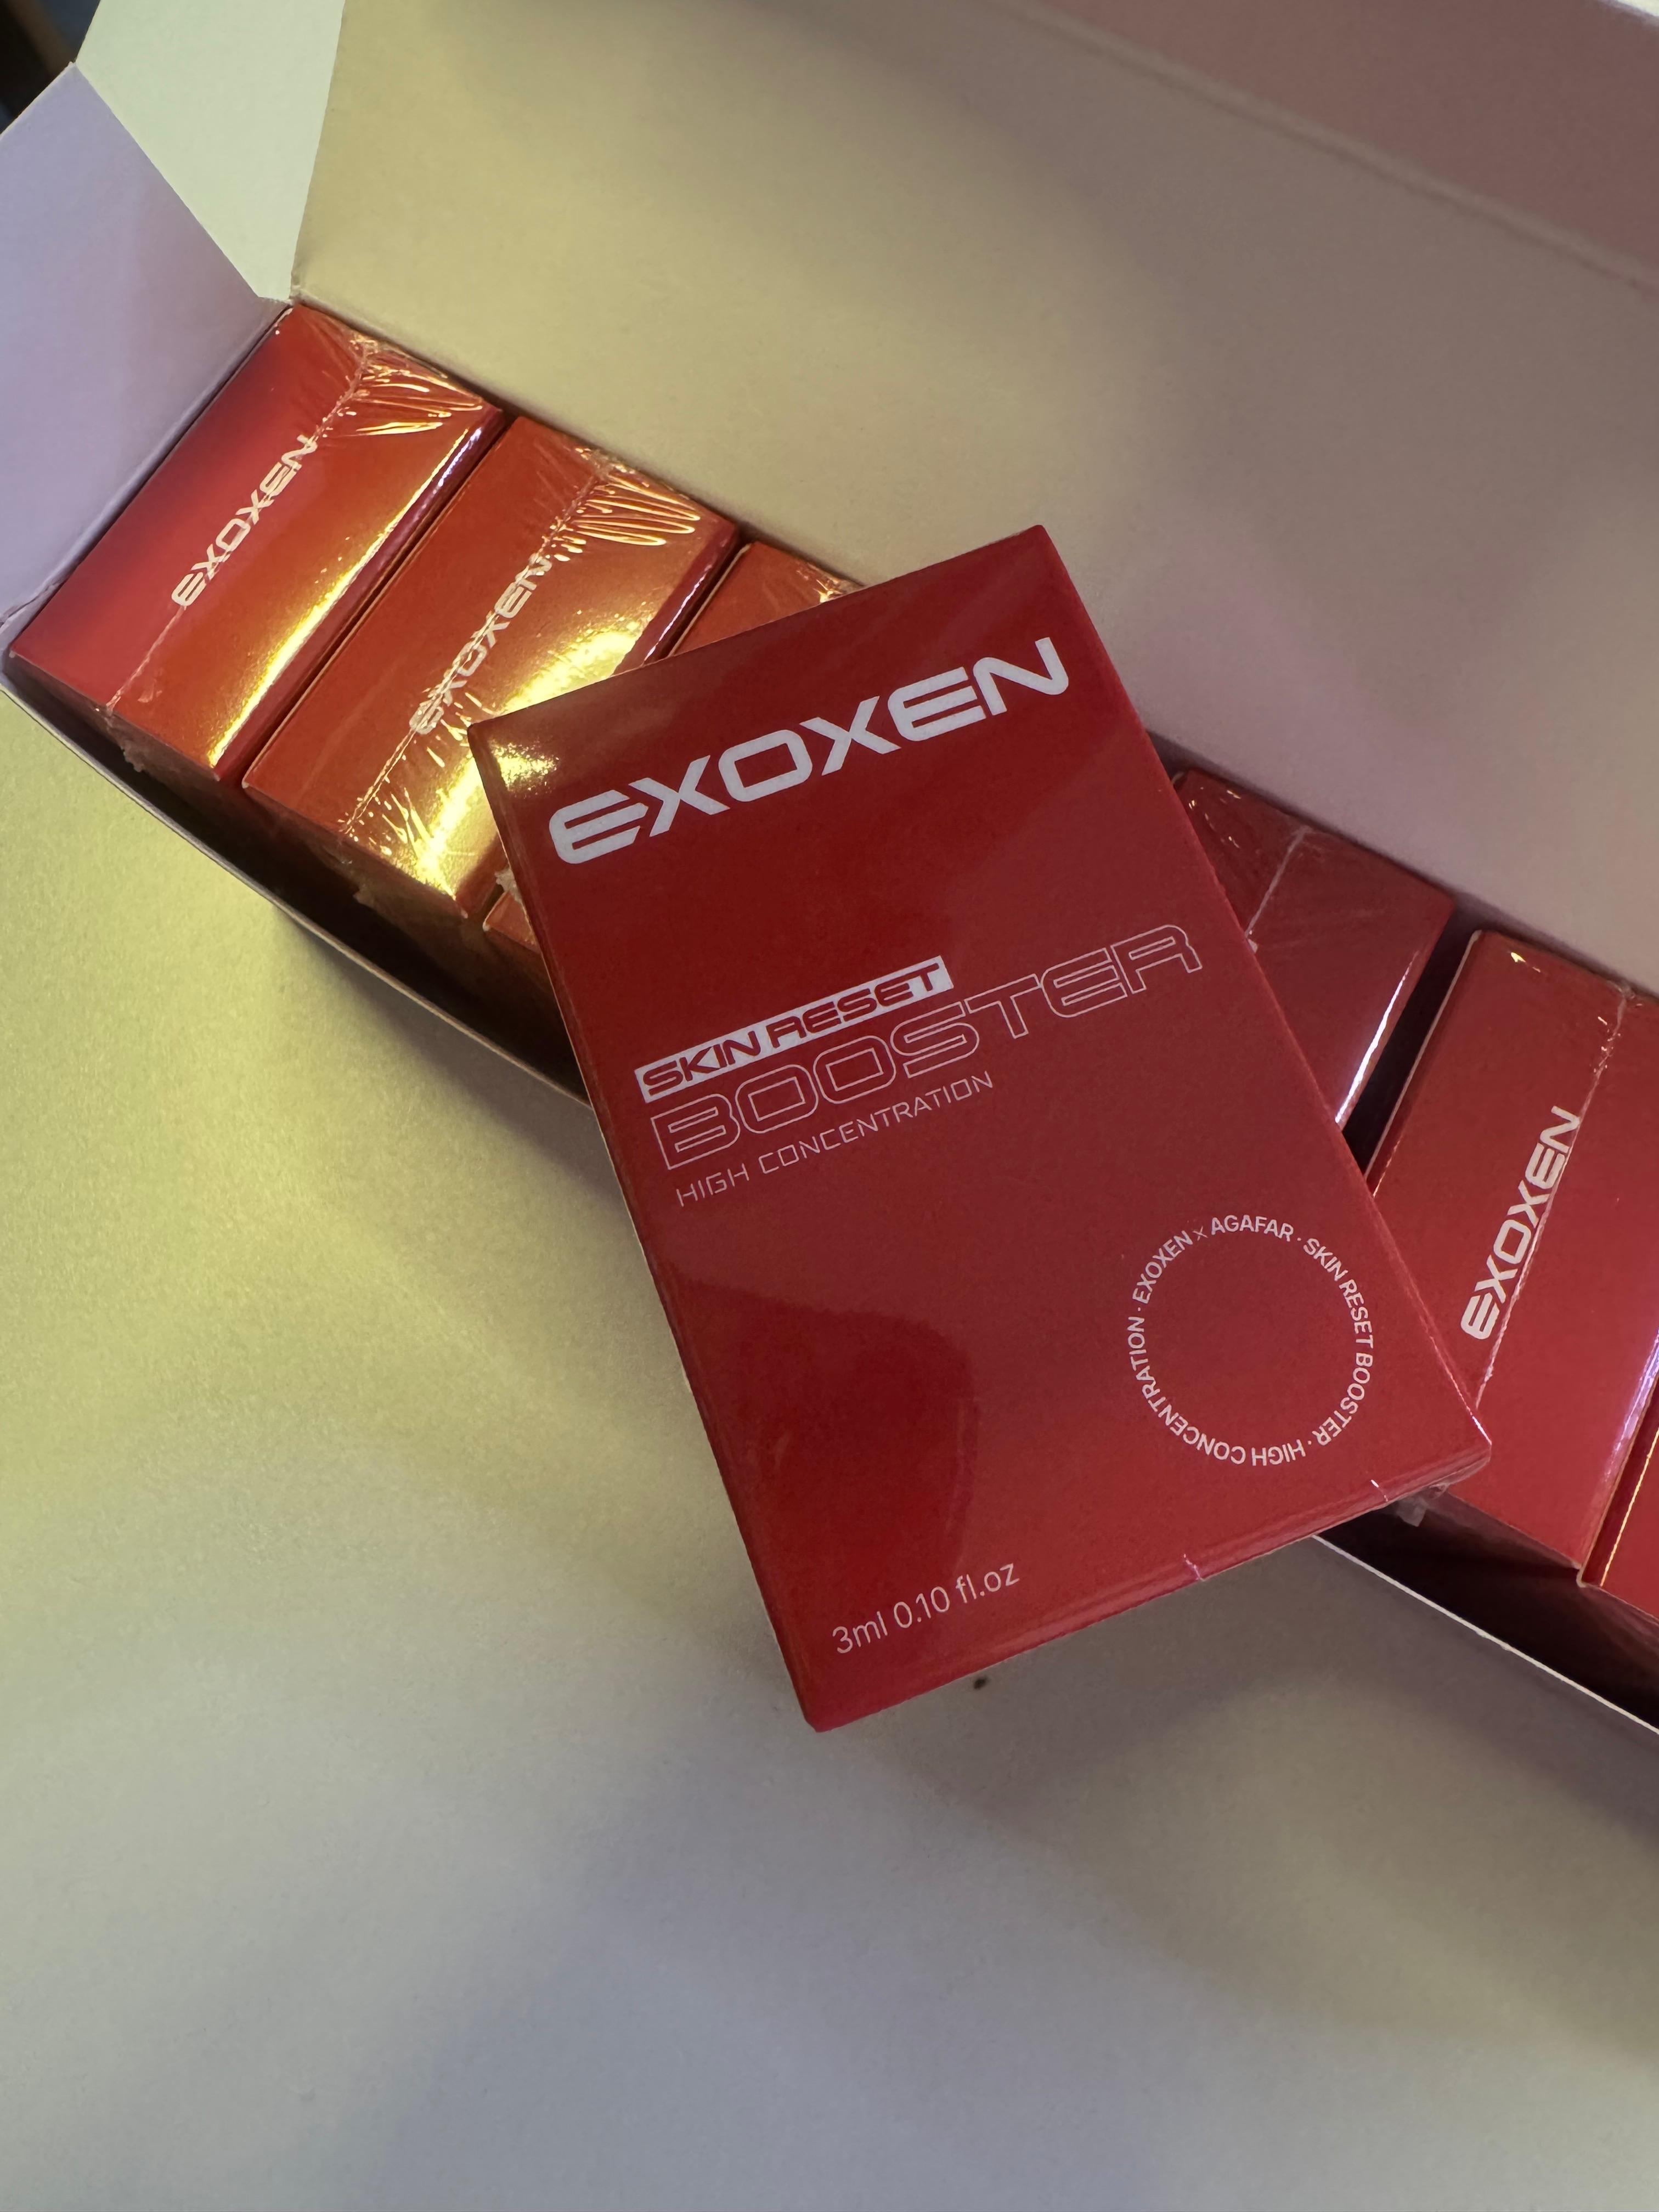 EXOXEN
EXOXEN
EXOXEN
SKIN RESET
BOOSTER
HIGH CONCENTRATION
EXOXEN x AGAFAR · SKIN RESET BOOSTER · HIGH CONCENTRATION ·
3ml 0.10 fl.oz
EXOXEN